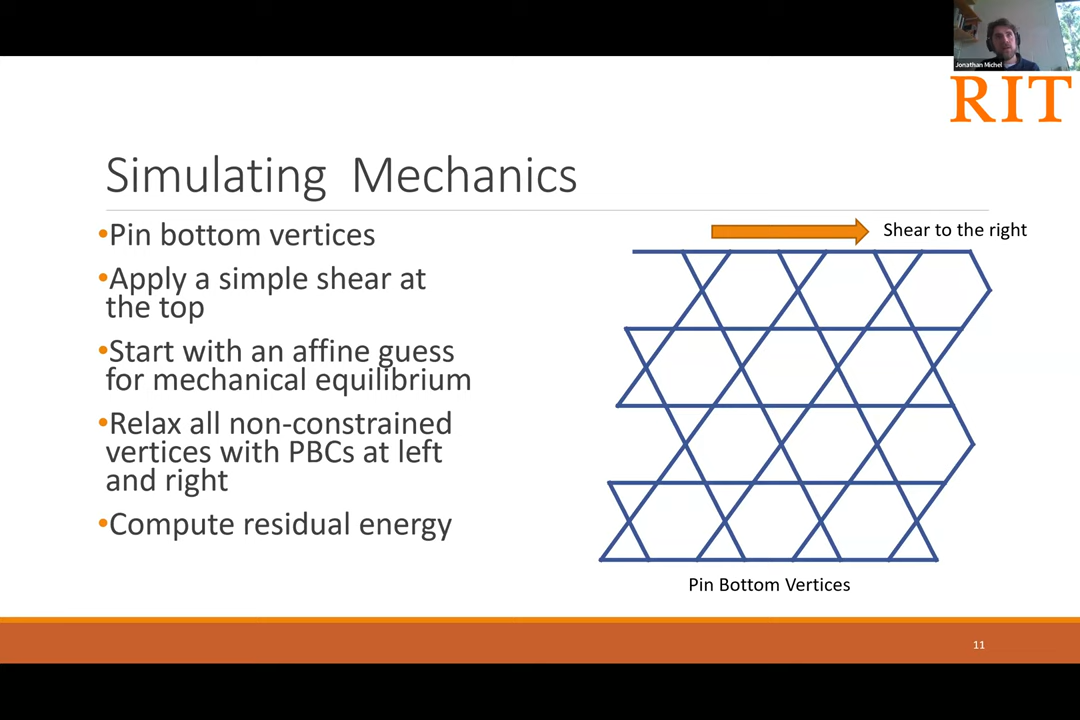 Jonathan Michel
RIT
Simulating Mechanics
•Pin bottom vertices
•Apply a simple shear at
the top
•Start with an affine guess
for mechanical equilibrium
•Relax all non-constrained
vertices with PBCs at left
and right
•Compute residual energy
Shear to the right
Pin Bottom Vertices
11